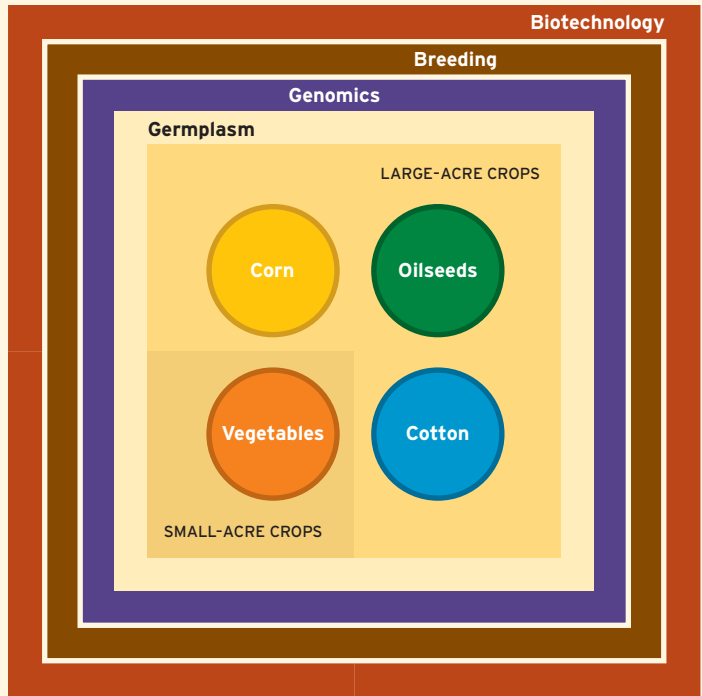 Biotechnology
Breeding
Genomics
Germplasm
LARGE-ACRE CROPS
Corn
Oilseeds
Vegetables
Cotton
SMALL-ACRE CROPS